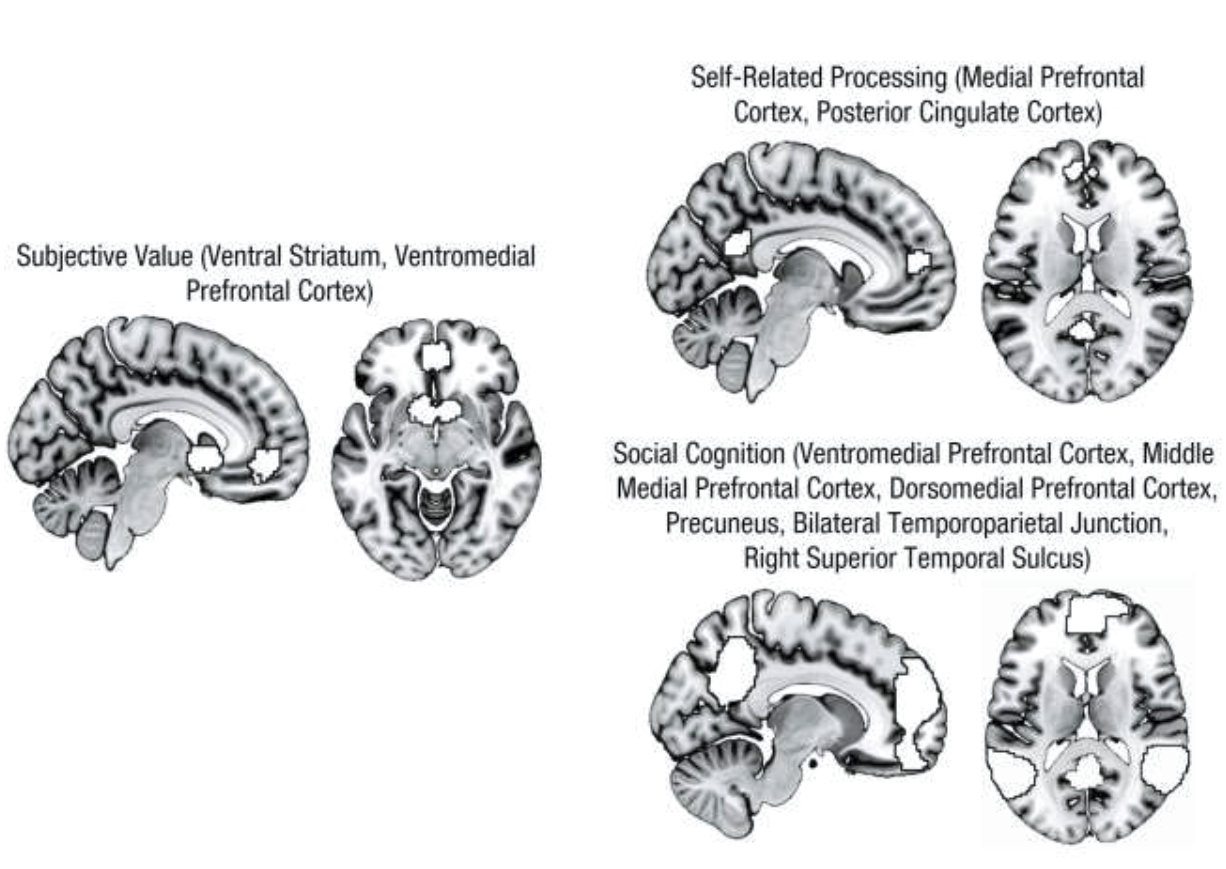 Self-Related Processing (Medial Prefrontal
Cortex, Posterior Cingulate Cortex)
Subjective Value (Ventral Striatum, Ventromedial
Prefrontal Cortex)
Social Cognition (Ventromedial Prefrontal Cortex, Middle
Medial Prefrontal Cortex, Dorsomedial Prefrontal Cortex,
Precuneus, Bilateral Temporoparietal Junction,
Right Superior Temporal Sulcus)